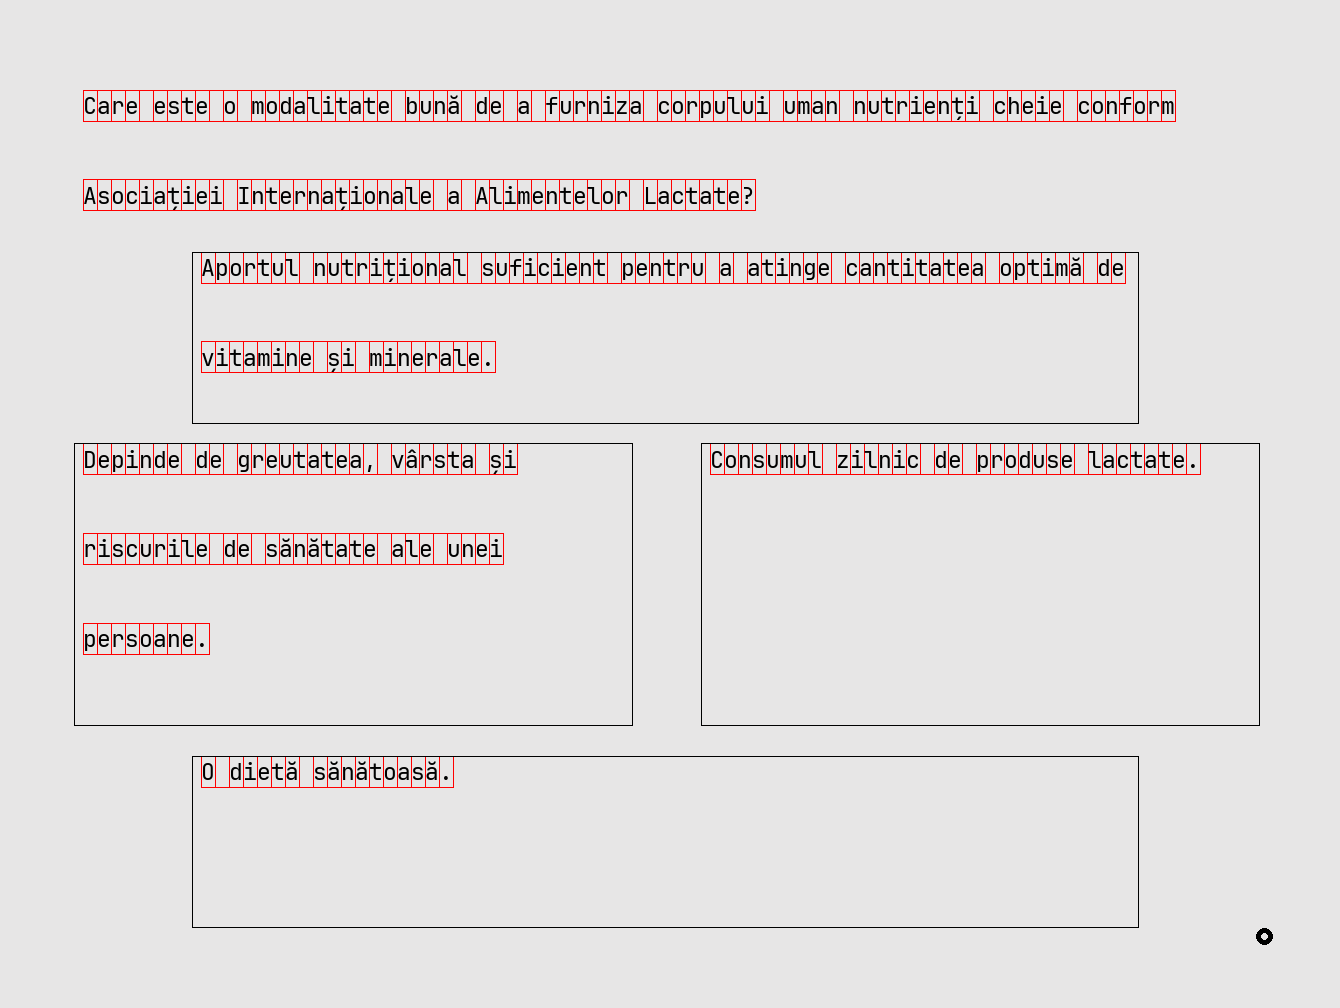 Care este o modalitate bună de a furniza corpului uman nutrienți cheie conform
Asociației Internaționale a Alimentelor Lactate?
Aportul nutrițional suficient pentru a atinge cantitatea optimă de
vitamine și minerale.
Depinde de greutatea, vârsta și
riscurile de sănătate ale unei
persoane.
Consumul zilnic de produse lactate.
O dietă sănătoasă.